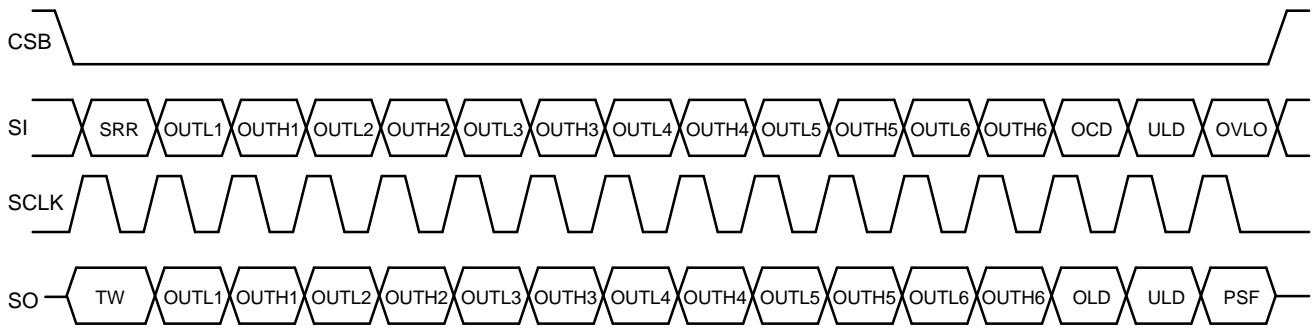 CSB
SI SRR OUTL1 OUTH1 OUTL2 OUTH2 OUTL3 OUTH3 OUTL4 OUTH4 OUTL5 OUTH5 OUTL6 OUTH6 OCD ULD OVLO
SCLK
SO TW OUTL1 OUTH1 OUTL2 OUTH2 OUTL3 OUTH3 OUTL4 OUTH4 OUTL5 OUTH5 OUTL6 OUTH6 OLD ULD PSF